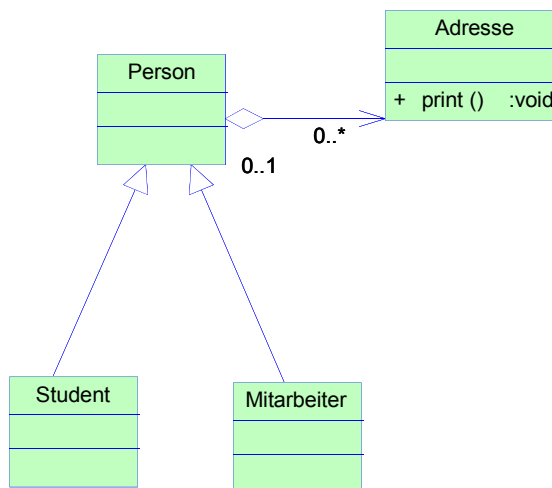 Adresse
Person
+ print () :void
0..*
0..1
Student
Mitarbeiter